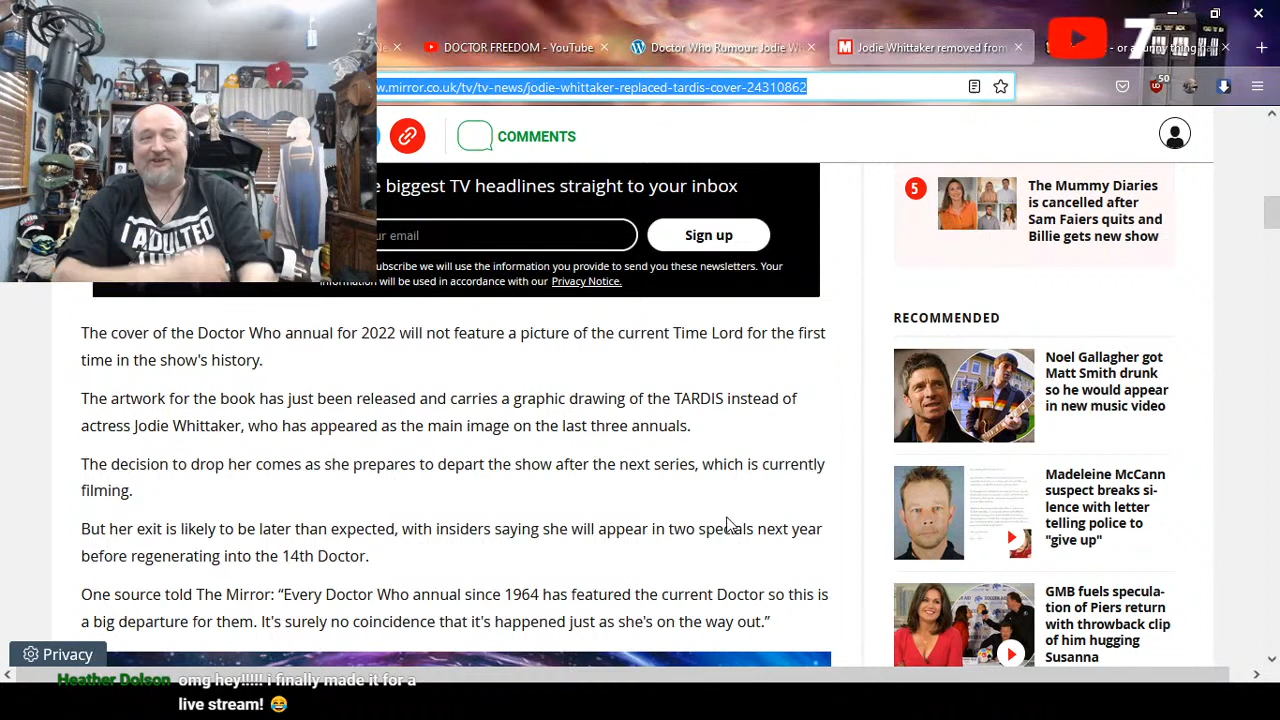 7
DOCTOR FREEDOM - YouTube
Doctor Who Rumour: Jodie W
Jodie Whittaker removed from
w.mirror.co.uk/tv/tv-news/jodie-whittaker-replaced-tardis-cover-24310862
50
COMMENTS
I ADULTED
e biggest TV headlines straight to your inbox
ur email
Sign up
subscribe we will use the information you provide to send you these newsletters. Your
information will be used in accordance with our Privacy Notice.
The cover of the Doctor Who annual for 2022 will not feature a picture of the current Time Lord for the first
time in the show's history.
The artwork for the book has just been released and carries a graphic drawing of the TARDIS instead of
actress Jodie Whittaker, who has appeared as the main image on the last three annuals.
The decision to drop her comes as she prepares to depart the show after the next series, which is currently
filming.
But her exit is likely to be later than expected, with insiders saying she will appear in two specials next year
before regenerating into the 14th Doctor.
One source told The Mirror: “Every Doctor Who annual since 1964 has featured the current Doctor so this is
a big departure for them. It's surely no coincidence that it's happened just as she's on the way out.”
5
The Mummy Diaries
is cancelled after
Sam Faiers quits and
Billie gets new show
RECOMMENDED
Noel Gallagher got
Matt Smith drunk
so he would appear
in new music video
Madeleine McCann
suspect breaks si-
lence with letter
telling police to
"give up"
GMB fuels specula-
tion of Piers return
with throwback clip
of him hugging
Susanna
Privacy
Heather Dolson omg hey!!!!! i finally made it for a
live stream! 😂